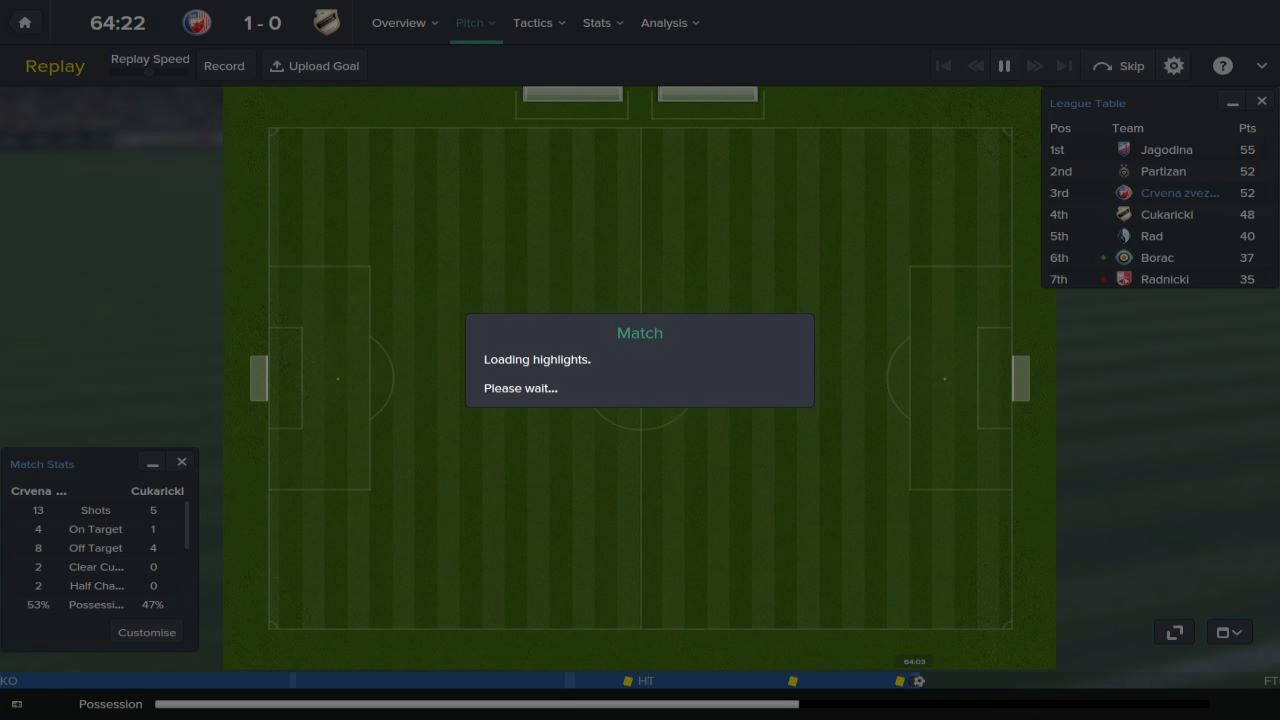 64:22 1 - 0 Overview Pitch Tactics Stats Analysis
Replay Replay Speed Record Upload Goal Skip ?
League Table
Pos Team Pts
1st Jagodina 55
2nd Partizan 52
3rd Crvena zvez... 52
4th Cukaricki 48
5th Rad 40
6th Borac 37
7th Radnicki 35
Match
Loading highlights.
Please wait...
Match Stats
Crvena ... Cukaricki
13 Shots 5
4 On Target 1
8 Off Target 4
2 Clear Cu... 0
2 Half Cha... 0
53% Possessi... 47%
Customise
64:03
KO HT FT
Possession